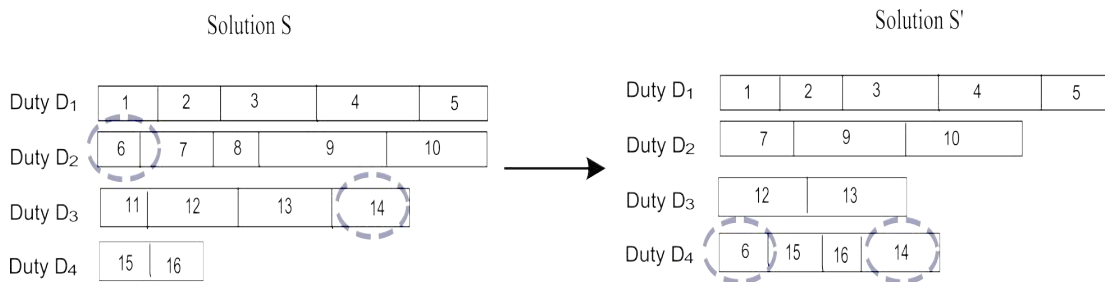 Solution S
Duty D₁ 1 2 3 4 5
Duty D₂ 6 7 8 9 10
Duty D₃ 11 12 13 14
Duty D₄ 15 16
Solution S'
Duty D₁ 1 2 3 4 5
Duty D₂ 7 9 10
Duty D₃ 12 13
Duty D₄ 6 15 16 14